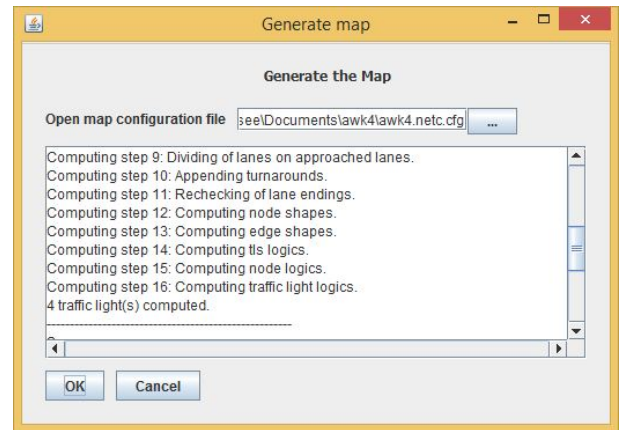 Generate map
Generate the Map
Open map configuration file see\Documents\awk4\awk4.netc.cfg ...
Computing step 9: Dividing of lanes on approached lanes.
Computing step 10: Appending turnarounds.
Computing step 11: Rechecking of lane endings.
Computing step 12: Computing node shapes.
Computing step 13: Computing edge shapes.
Computing step 14: Computing tls logics.
Computing step 15: Computing node logics.
Computing step 16: Computing traffic light logics.
4 traffic light(s) computed.
-----------------------------------------------------
OK Cancel